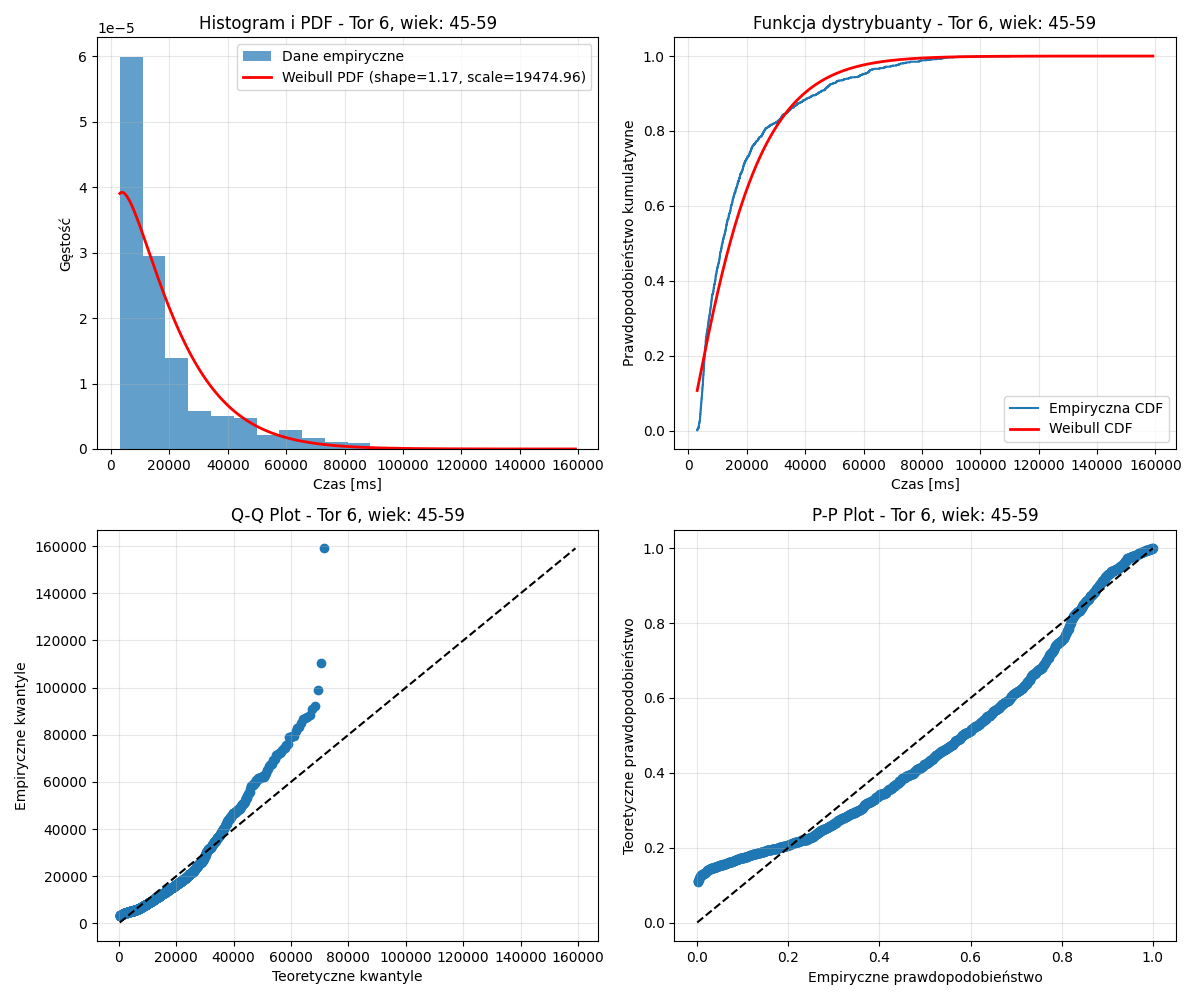 Histogram i PDF - Tor 6, wiek: 45-59
1e−5
Dane empiryczne
Weibull PDF (shape=1.17, scale=19474.96)
6
5
4
3
2
1
0
Gęstość
0 20000 40000 60000 80000 100000 120000 140000 160000
Czas [ms]
Funkcja dystrybuanty - Tor 6, wiek: 45-59
1.0
0.8
0.6
0.4
0.2
0.0
Prawdopodobieństwo kumulatywne
Empiryczna CDF
Weibull CDF
0 20000 40000 60000 80000 100000 120000 140000 160000
Czas [ms]
Q-Q Plot - Tor 6, wiek: 45-59
160000
140000
120000
100000
80000
60000
40000
20000
0
Empiryczne kwantyle
0 20000 40000 60000 80000 100000 120000 140000 160000
Teoretyczne kwantyle
P-P Plot - Tor 6, wiek: 45-59
1.0
0.8
0.6
0.4
0.2
0.0
Teoretyczne prawdopodobieństwo
0.0 0.2 0.4 0.6 0.8 1.0
Empiryczne prawdopodobieństwo